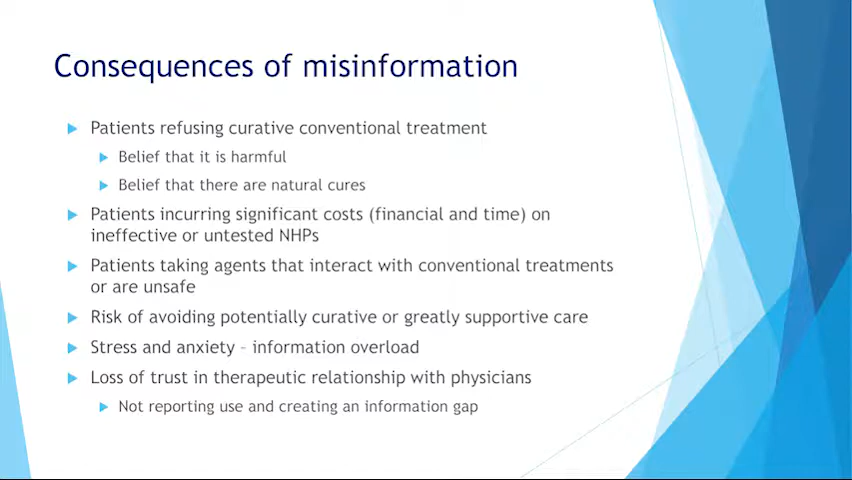 Consequences of misinformation
Patients refusing curative conventional treatment
Belief that it is harmful
Belief that there are natural cures
Patients incurring significant costs (financial and time) on
ineffective or untested NHPs
Patients taking agents that interact with conventional treatments
or are unsafe
Risk of avoiding potentially curative or greatly supportive care
Stress and anxiety – information overload
Loss of trust in therapeutic relationship with physicians
Not reporting use and creating an information gap